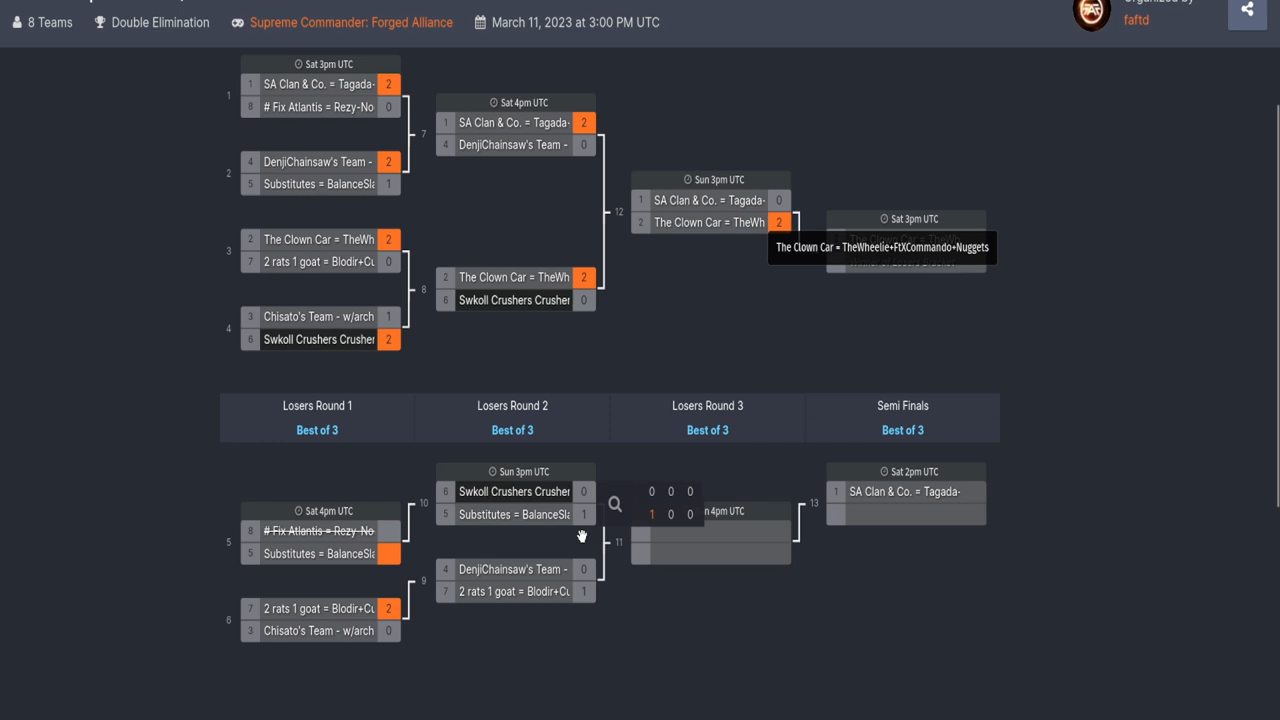 8 Teams Double Elimination Supreme Commander: Forged Alliance March 11, 2023 at 3:00 PM UTC
Organized by
faftd
Sat 3pm UTC
1 1 SA Clan & Co. = Tagada- 2
8 # Fix Atlantis = Rezy-No 0
2 4 DenjiChainsaw's Team - 2
5 Substitutes = BalanceSla 1
3 2 The Clown Car = TheWh 2
7 2 rats 1 goat = Blodir+Cu 0
4 3 Chisato's Team - w/arch 1
6 Swkoll Crushers Crusher 2
Sat 4pm UTC
7 1 SA Clan & Co. = Tagada- 2
4 DenjiChainsaw's Team - 0
8 2 The Clown Car = TheWh 2
6 Swkoll Crushers Crusher 0
Sun 3pm UTC
12 1 SA Clan & Co. = Tagada- 0
2 The Clown Car = TheWh 2
Sat 3pm UTC
The Clown Car = TheWheelie+FtXCommando+Nuggets
Losers Round 1 Losers Round 2 Losers Round 3 Semi Finals
Best of 3 Best of 3 Best of 3 Best of 3
Sat 4pm UTC
5 8 # Fix Atlantis = Rezy-No
5 Substitutes = BalanceSla
6 7 2 rats 1 goat = Blodir+Cu 2
3 Chisato's Team - w/arch 0
Sun 3pm UTC
10 6 Swkoll Crushers Crusher 0
5 Substitutes = BalanceSla 1
0 0 0
1 0 0
9 4 DenjiChainsaw's Team - 0
7 2 rats 1 goat = Blodir+Cu 1
4pm UTC
11
Sat 2pm UTC
13 1 SA Clan & Co. = Tagada-